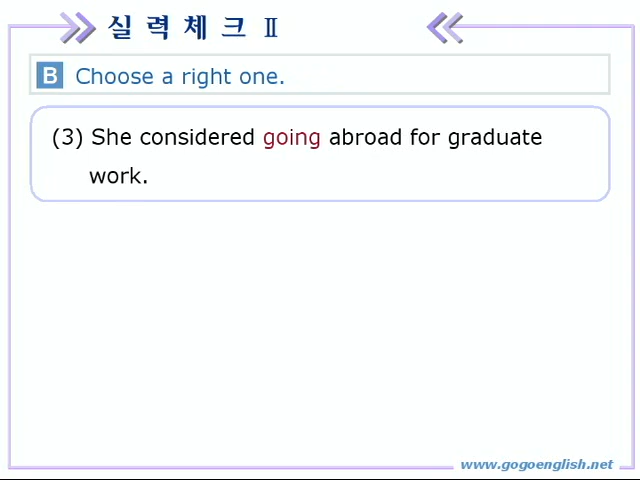 실 력 체 크 Ⅱ
B Choose a right one.
(3) She considered going abroad for graduate
work.
www.gogoenglish.net